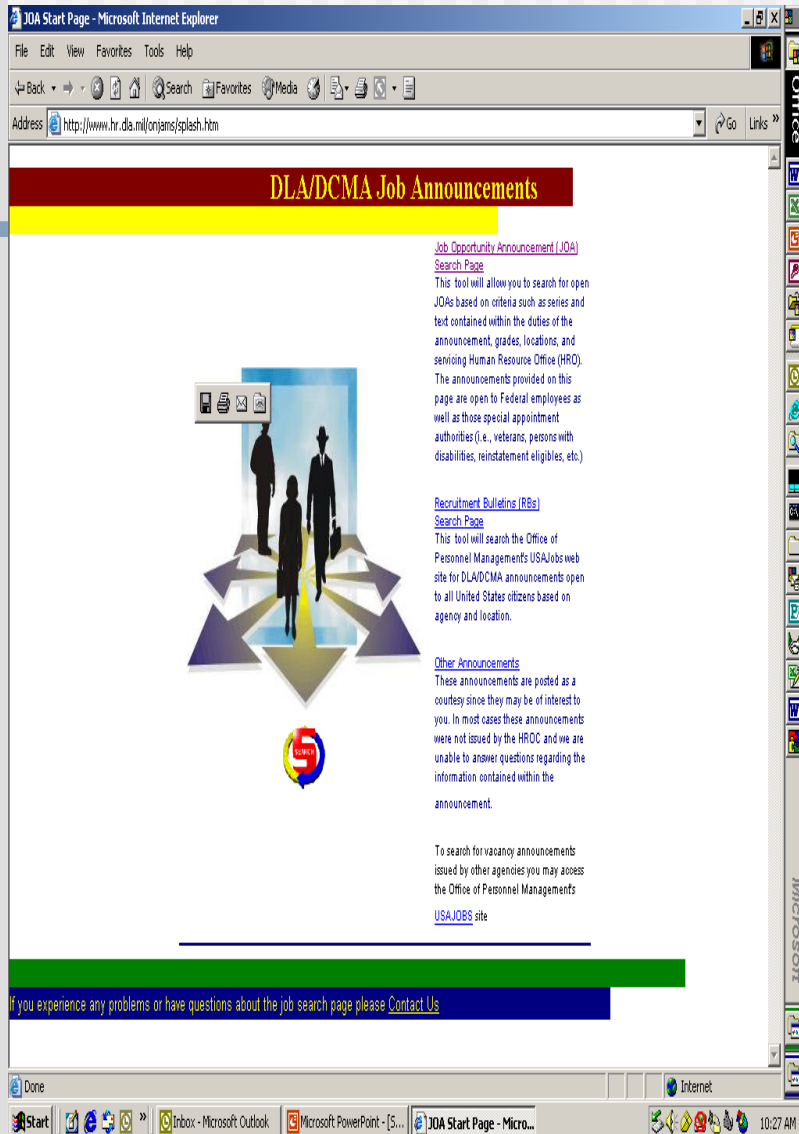 JOA Start Page - Microsoft Internet Explorer
File Edit View Favorites Tools Help
Back Search Favorites Media
Address http://www.hr.dla.mil/onjams/splash.htm Go Links »
Office
DLA/DCMA Job Announcements
Job Opportunity Announcement (JOA)
Search Page
This tool will allow you to search for open
JOAs based on criteria such as series and
text contained within the duties of the
announcement, grades, locations, and
servicing Human Resource Office (HRO).
The announcements provided on this
page are open to Federal employees as
well as those special appointment
authorities (i.e., veterans, persons with
disabilities, reinstatement eligibles, etc.)
Recruitment Bulletins (RBs)
Search Page
This tool will search the Office of
Personnel Management's USAJobs web
site for DLA/DCMA announcements open
to all United States citizens based on
agency and location.
Other Announcements
These announcements are posted as a
courtesy since they may be of interest to
you. In most cases these announcements
were not issued by the HROC and we are
unable to answer questions regarding the
information contained within the
announcement.
SEARCH
To search for vacancy announcements
issued by other agencies you may access
the Office of Personnel Management's
USAJOBS site
Microsoft
If you experience any problems or have questions about the job search page please Contact Us
Done Internet
Start » Inbox - Microsoft Outlook Microsoft PowerPoint - [S... JOA Start Page - Micro... 10:27 AM